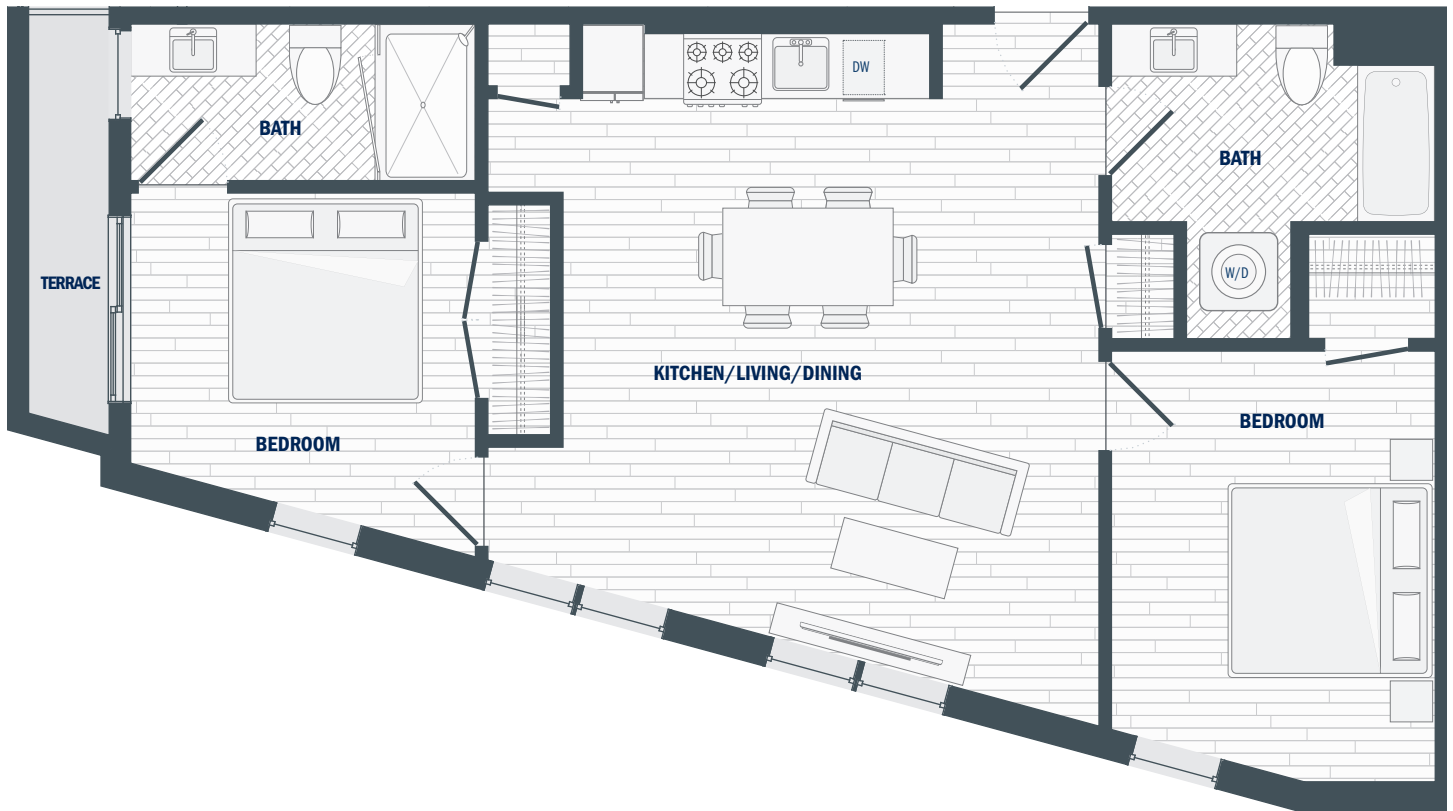 DW
BATH
BATH
W/D
TERRACE
KITCHEN/LIVING/DINING
BEDROOM
BEDROOM